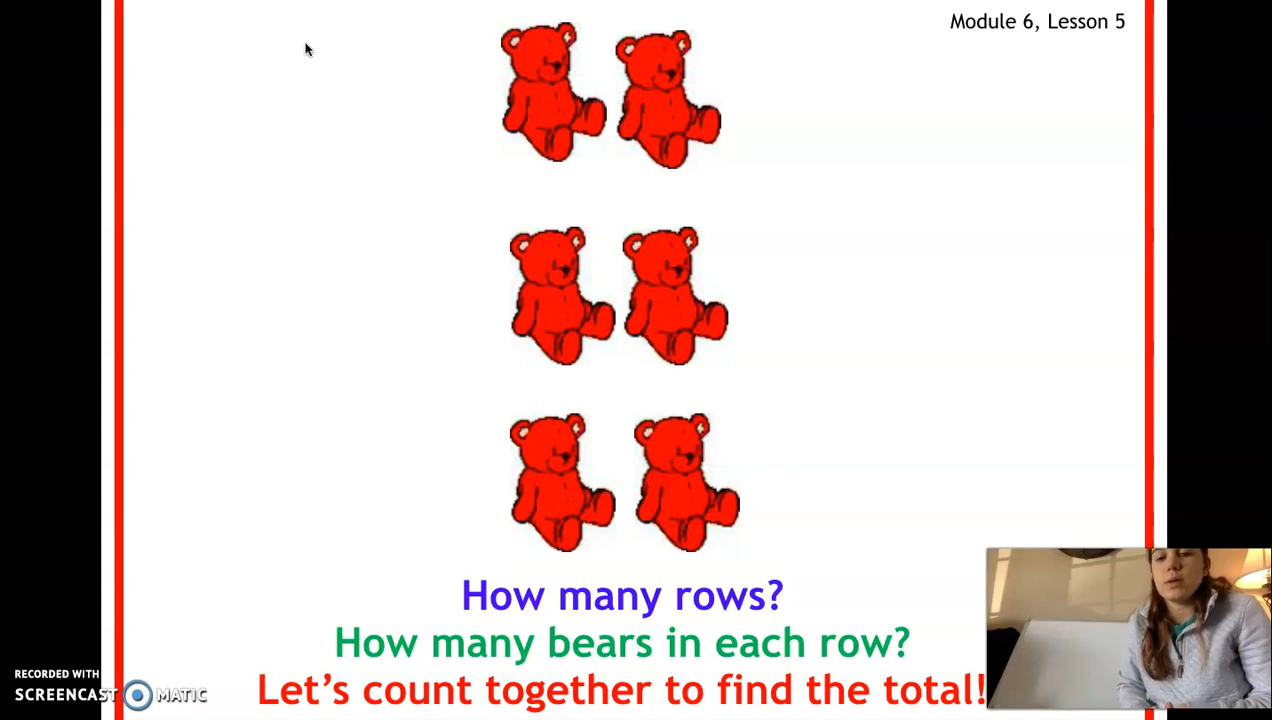 Module 6, Lesson 5
How many rows?
How many bears in each row?
Let's count together to find the total!
RECORDED WITH
SCREENCAST MATIC